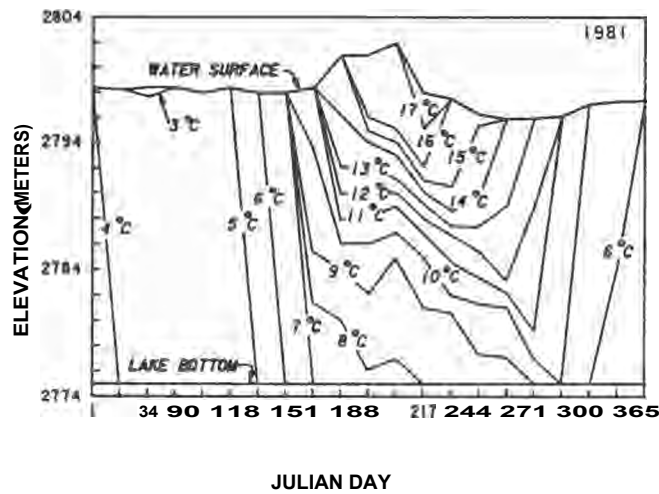 2804
1981
WATER SURFACE
17 °C
3 °C
16 °C
2794
15 °C
13 °C
14 °C
12 °C
6 °C
11 °C
4 °C
5 °C
6 °C
ELEVATION (METERS)
2784
9 °C
10 °C
7 °C
8 °C
LAKE BOTTOM
2774
1 34 90 118 151 188 217 244 271 300 365
JULIAN DAY